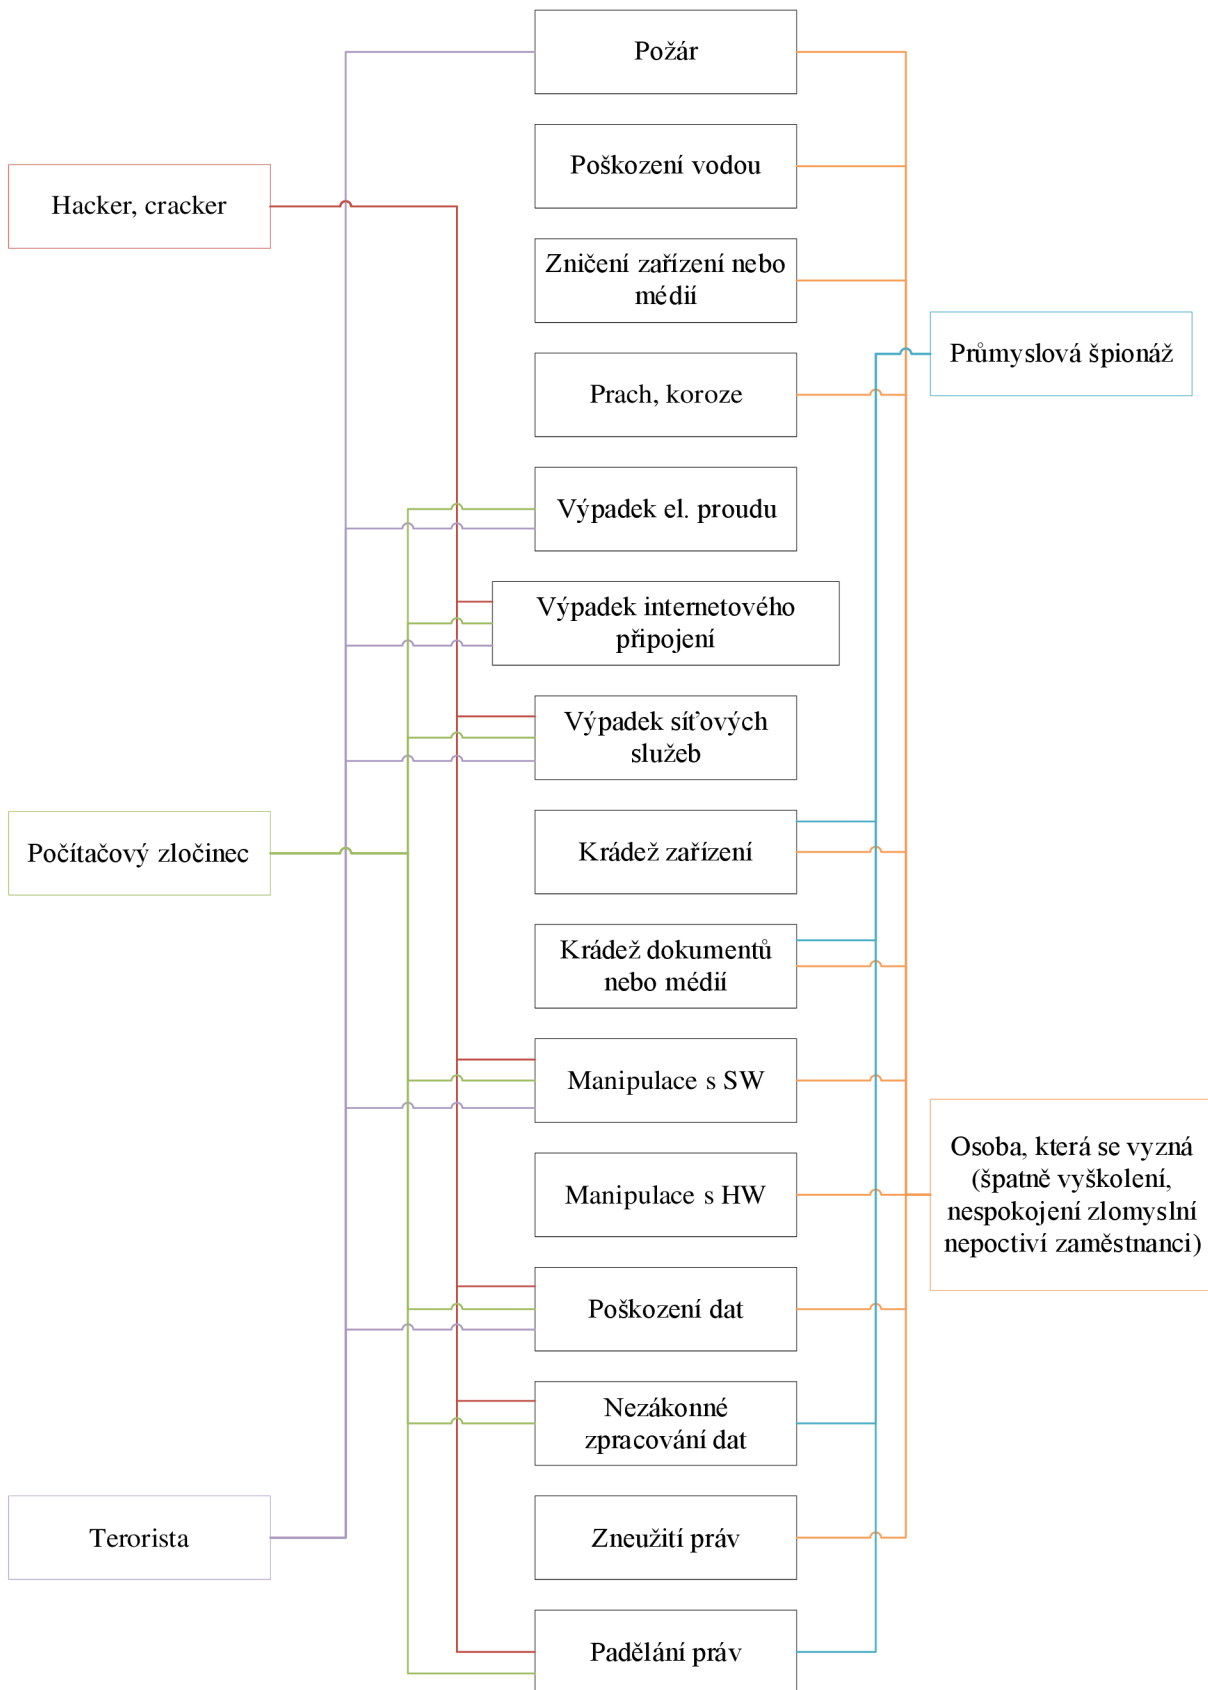 Požár
Poškození vodou
Hacker, cracker
Zničení zařízení nebo
médií
Průmyslová špionáž
Prach, koroze
Výpadek el. proudu
Výpadek internetového
připojení
Výpadek síťových
služeb
Počítačový zločinec
Krádež zařízení
Krádež dokumentů
nebo médií
Manipulace s SW
Osoba, která se vyzná
(špatně vyškolení,
nespokojení zlomyslní
nepoctiví zaměstnanci)
Manipulace s HW
Poškození dat
Nezákonné
zpracování dat
Terorista
Zneužití práv
Padělání práv